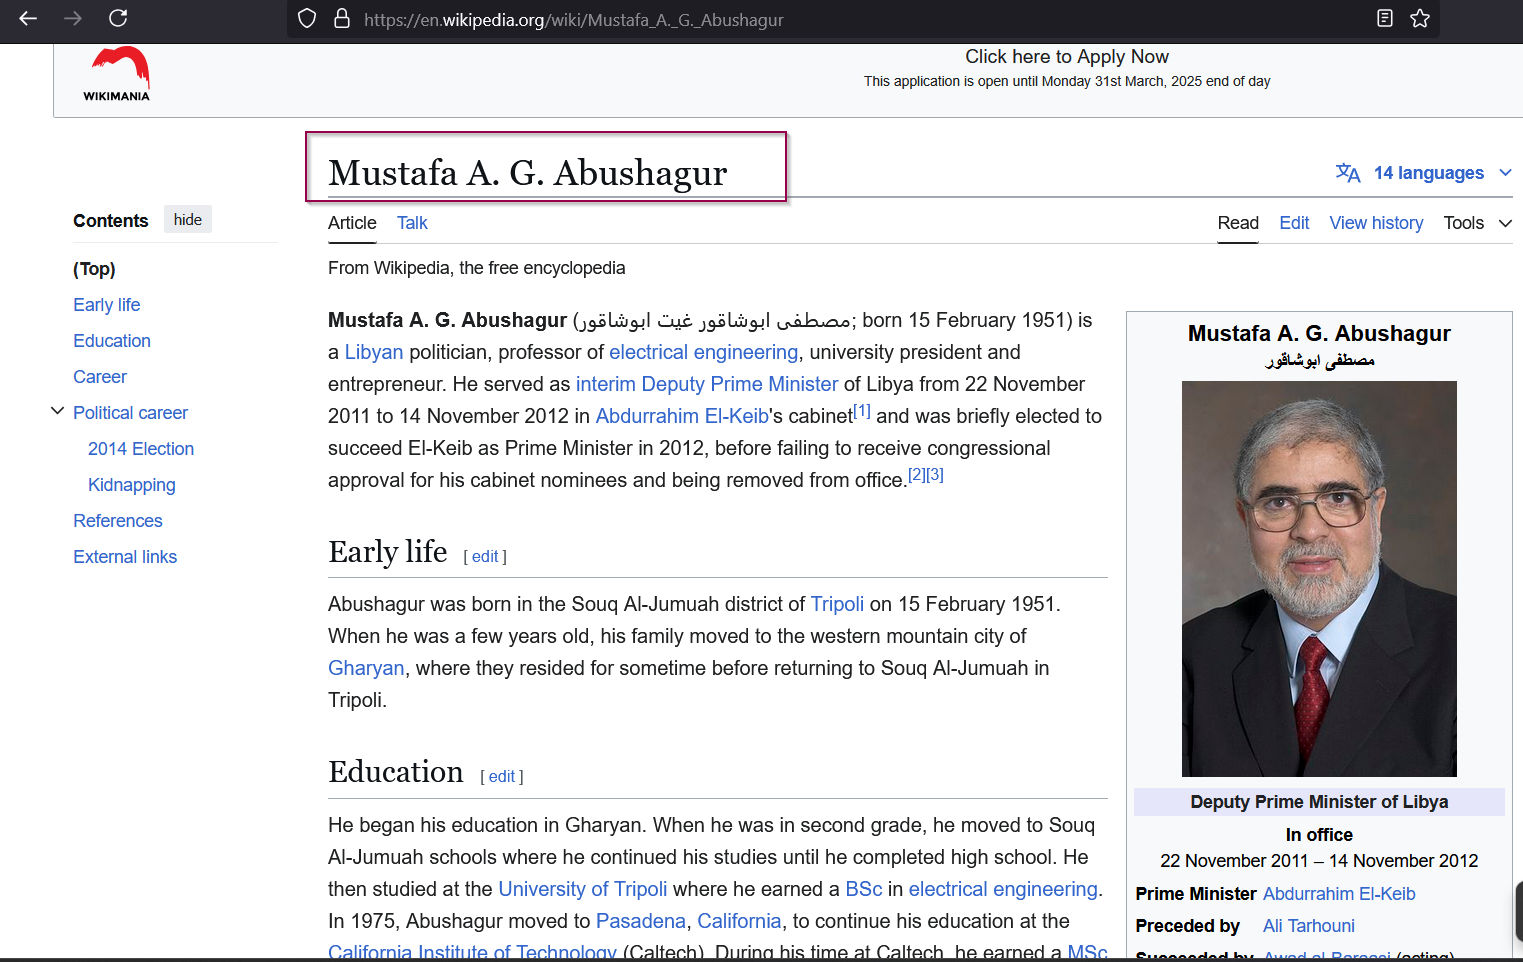 https://en.wikipedia.org/wiki/Mustafa_A._G._Abushagur
WIKIMANIA
Click here to Apply Now
This application is open until Monday 31st March, 2025 end of day
Mustafa A. G. Abushagur
14 languages
Contents hide
(Top)
Early life
Education
Career
Political career
2014 Election
Kidnapping
References
External links
Article Talk
Read Edit View history Tools
From Wikipedia, the free encyclopedia
Mustafa A. G. Abushagur (مصطفى ابوشاقور غيت ابوشاقور; born 15 February 1951) is
a Libyan politician, professor of electrical engineering, university president and
entrepreneur. He served as interim Deputy Prime Minister of Libya from 22 November
2011 to 14 November 2012 in Abdurrahim El-Keib's cabinet[1] and was briefly elected to
succeed El-Keib as Prime Minister in 2012, before failing to receive congressional
approval for his cabinet nominees and being removed from office.[2][3]
Early life [ edit ]
Abushagur was born in the Souq Al-Jumuah district of Tripoli on 15 February 1951.
When he was a few years old, his family moved to the western mountain city of
Gharyan, where they resided for sometime before returning to Souq Al-Jumuah in
Tripoli.
Education [ edit ]
He began his education in Gharyan. When he was in second grade, he moved to Souq
Al-Jumuah schools where he continued his studies until he completed high school. He
then studied at the University of Tripoli where he earned a BSc in electrical engineering.
In 1975, Abushagur moved to Pasadena, California, to continue his education at the
California Institute of Technology (Caltech). During his time at Caltech, he earned a MSc
Mustafa A. G. Abushagur
مصطفى ابوشاقور
Deputy Prime Minister of Libya
In office
22 November 2011 – 14 November 2012
Prime Minister Abdurrahim El-Keib
Preceded by Ali Tarhouni
Succeeded by Awad al-Barassi (acting)